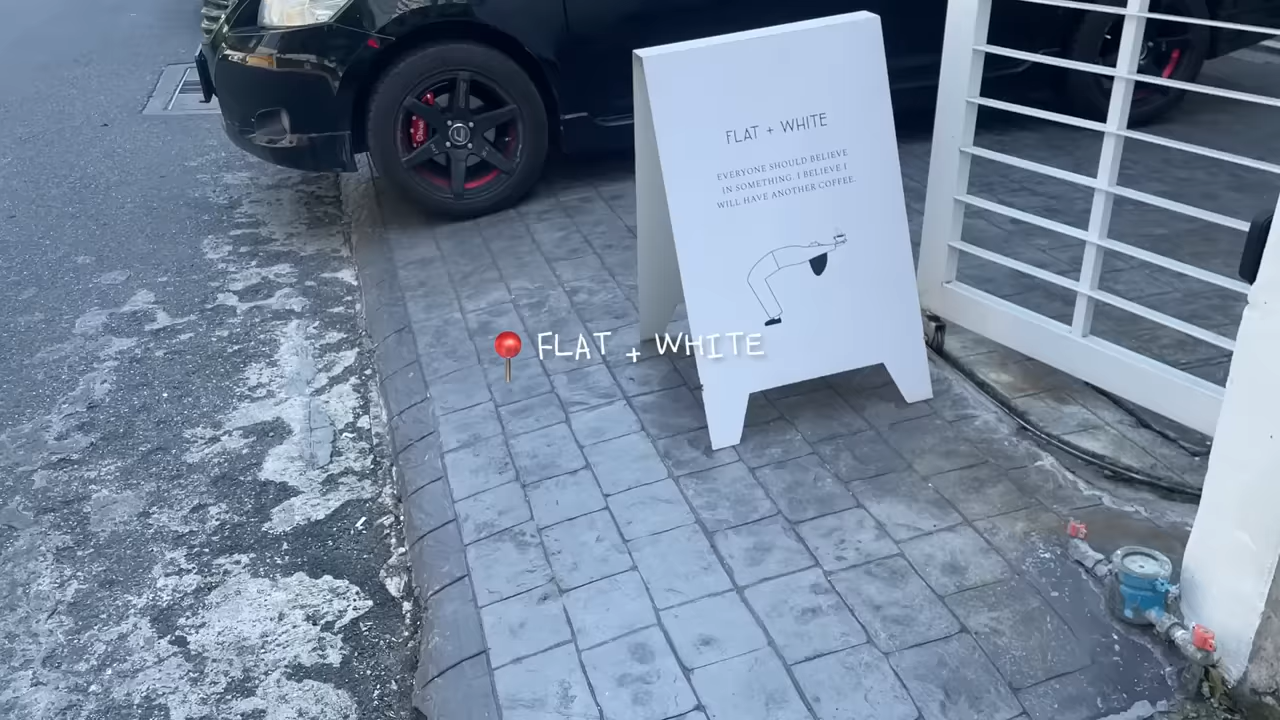 FLAT + WHITE
EVERYONE SHOULD BELIEVE
IN SOMETHING. I BELIEVE I
WILL HAVE ANOTHER COFFEE.
📍 FLAT + WHITE